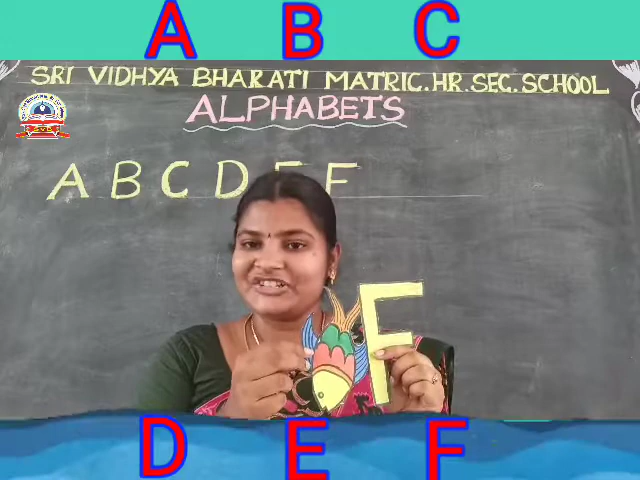 A B C
SRI VIDHYA BHARATI MATRIC.HR.SEC.SCHOOL
ALPHABETS
A B C D E F
F
D E F